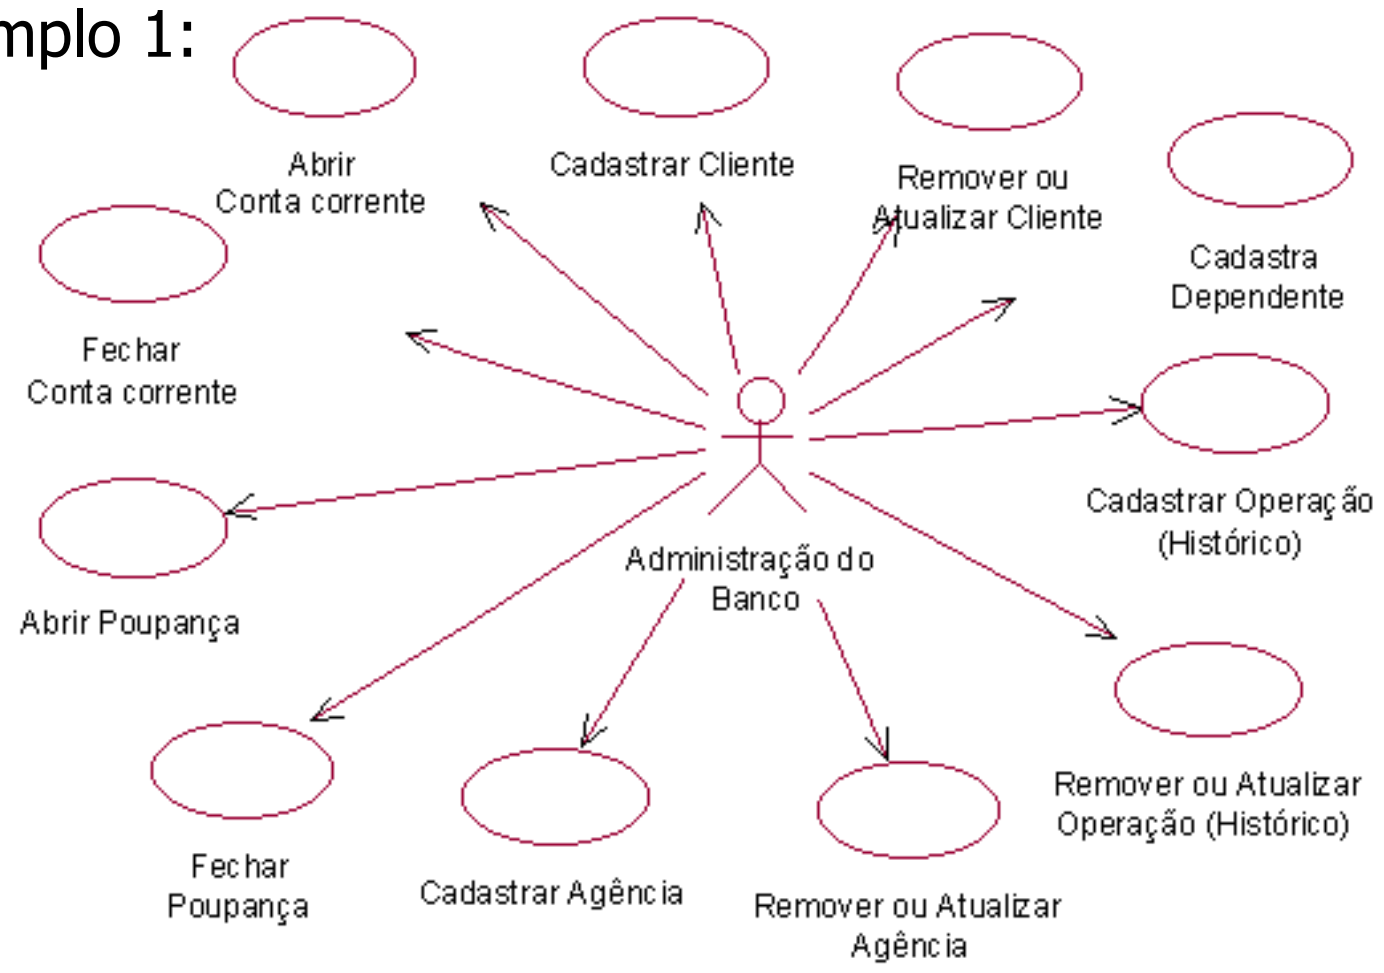 mplo 1:
Abrir
Conta corrente
Cadastrar Cliente
Remover ou
Atualizar Cliente
Cadastra
Dependente
Fechar
Conta corrente
Cadastrar Operação
(Histórico)
Administração do
Banco
Abrir Poupança
Remover ou Atualizar
Operação (Histórico)
Fechar
Poupança
Cadastrar Agência
Remover ou Atualizar
Agência